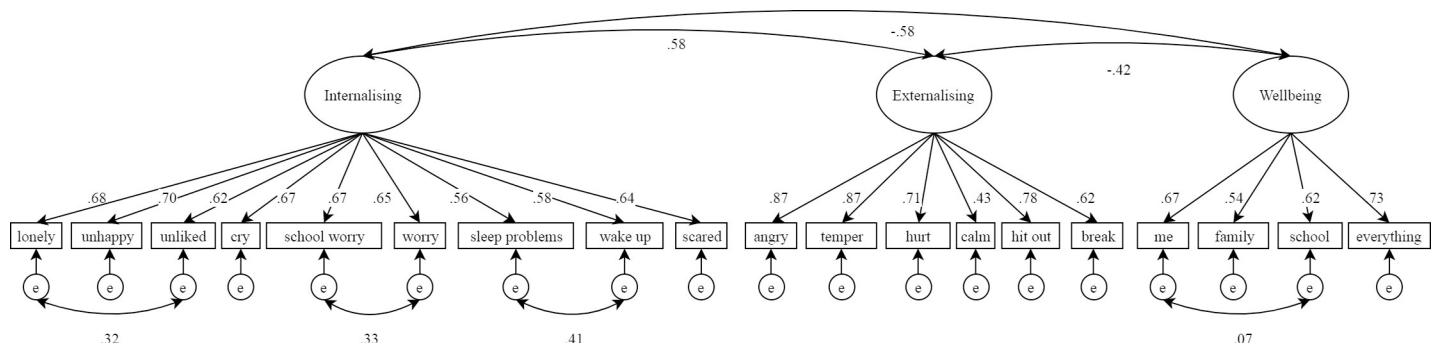 -.58
.58
-.42
Internalising Externalising Wellbeing
.68 .70 .62 .67 .67 .65 .56 .58 .64 .87 .87 .71 .43 .78 .62 .67 .54 .62 .73
lonely unhappy unliked cry school worry worry sleep problems wake up scared angry temper hurt calm hit out break me family school everything
e e e e e e e e e e e e e e e e e e e
.32 .33 .41 .07